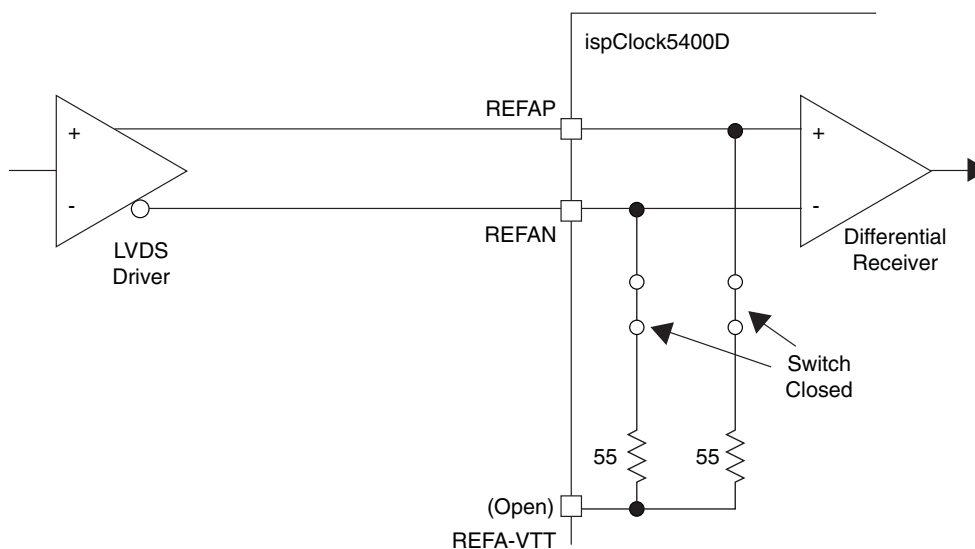 ispClock5400D
REFAP
+
-
+
-
REFAN
LVDS
Driver
Differential
Receiver
Switch
Closed
55
55
(Open)
REFA-VTT